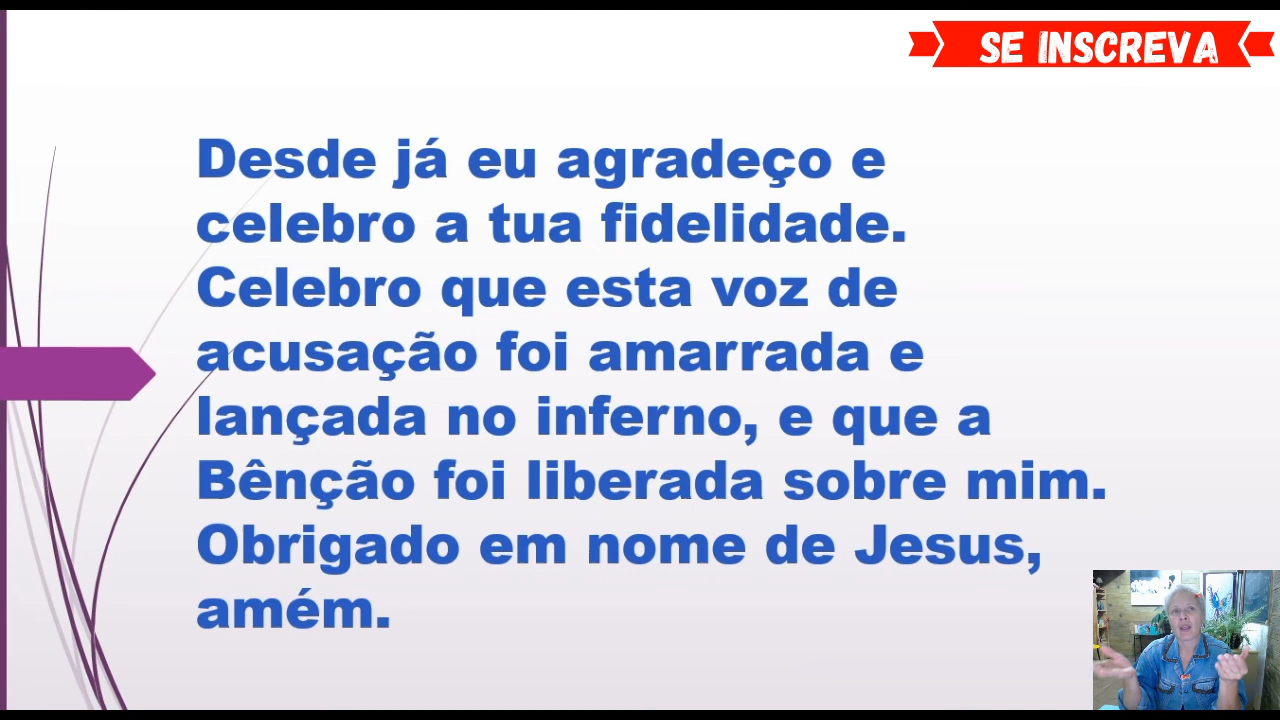 SE INSCREVA
Desde já eu agradeço e
celebro a tua fidelidade.
Celebro que esta voz de
acusação foi amarrada e
lançada no inferno, e que a
Bênção foi liberada sobre mim.
Obrigado em nome de Jesus,
amém.